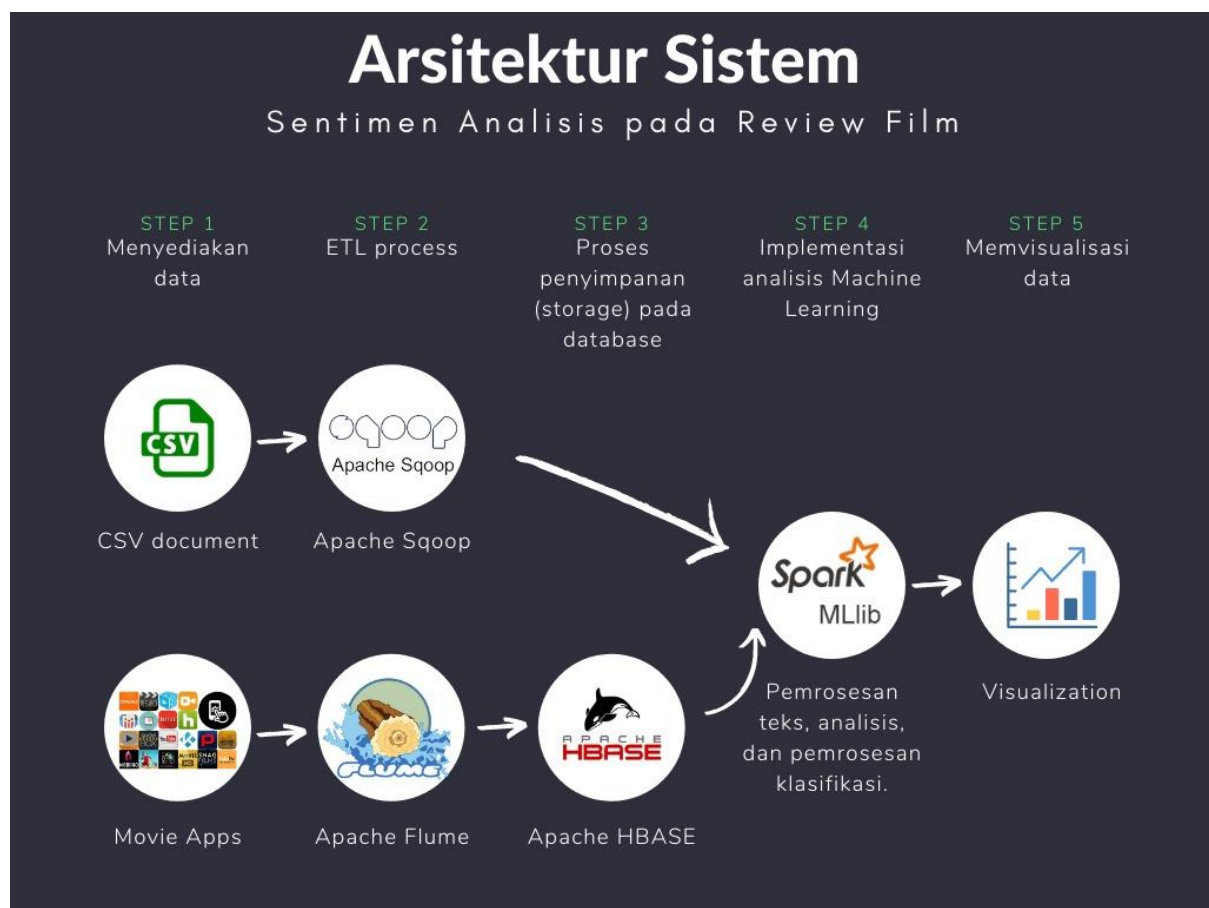 Arsitektur Sistem
Sentimen Analisis pada Review Film
STEP 1
Menyediakan
data
STEP 2
ETL process
STEP 3
Proses
penyimpanan
(storage) pada
database
STEP 4
Implementasi
analisis Machine
Learning
STEP 5
Memvisualisasi
data
CSV
CSV document
sqoop
Apache Sqoop
Apache Sqoop
Spark
MLlib
Pemrosesan
teks, analisis,
dan pemrosesan
klasifikasi.
Visualization
Movie Apps
FLUME
Apache Flume
APACHE
HBASE
Apache HBASE